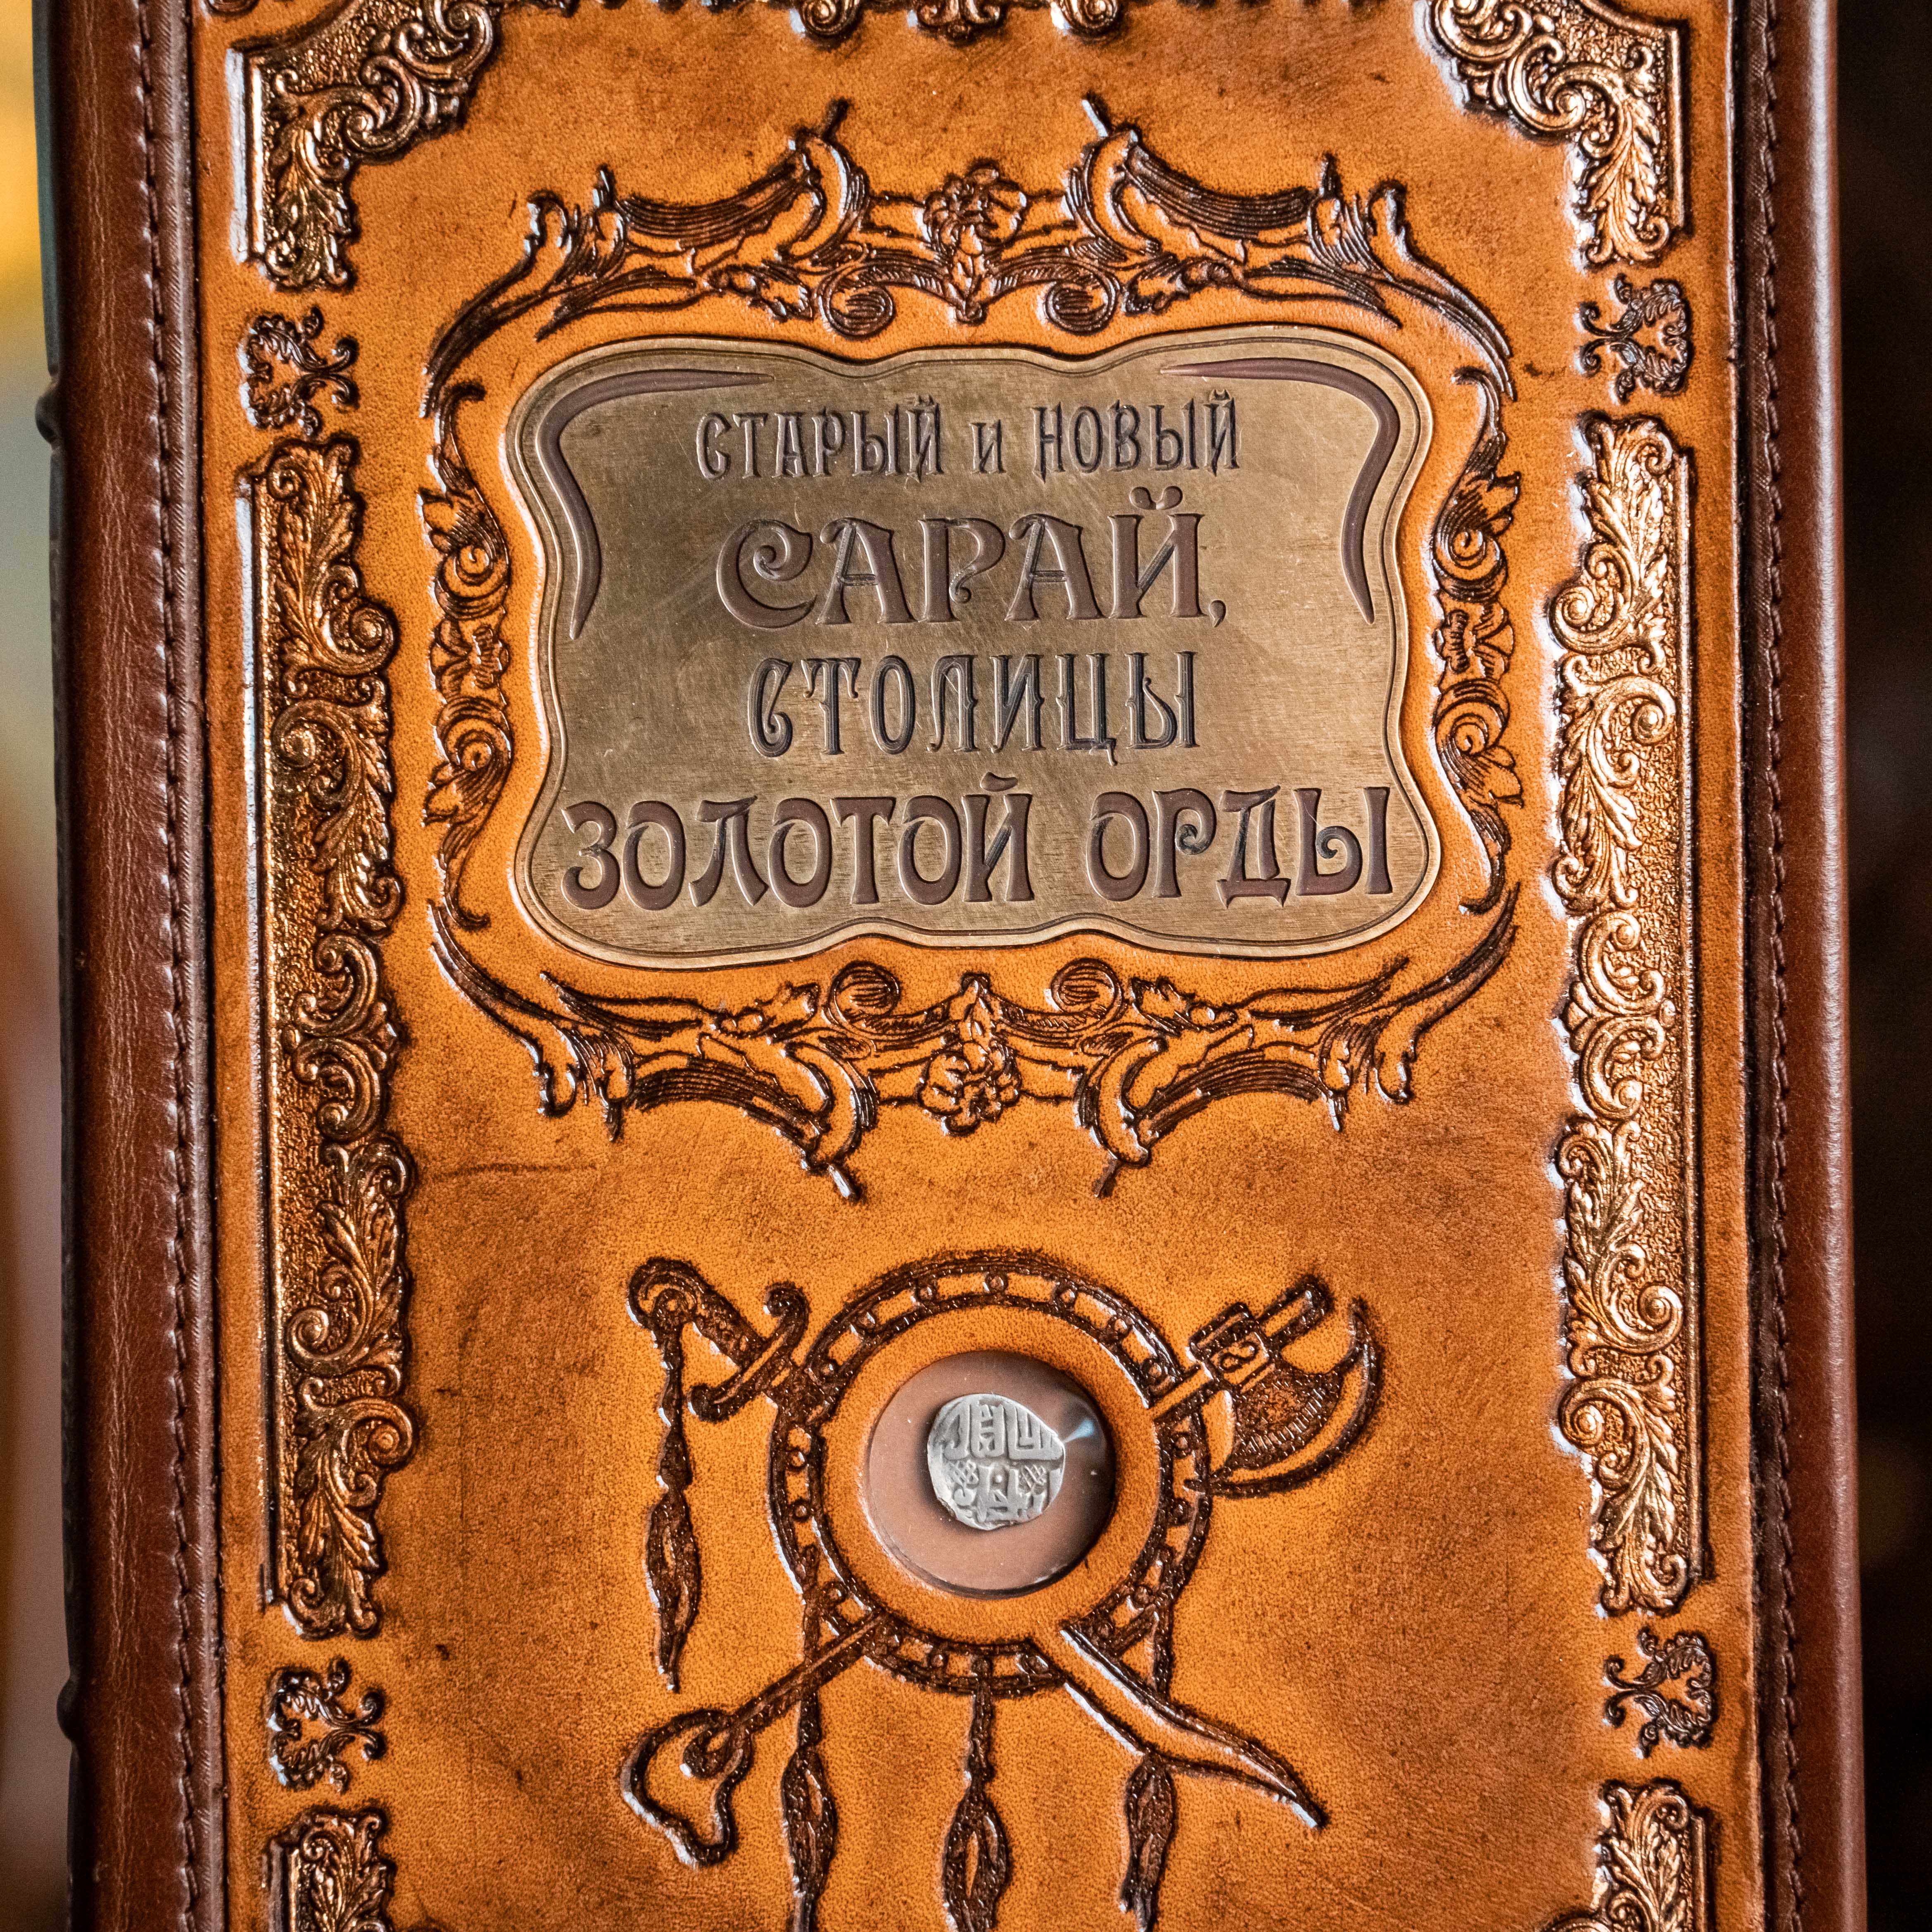 СТАРЫЙ и НОВЫЙ
САРАЙ,
СТОЛИЦЫ
ЗОЛОТОЙ ОРДЫ